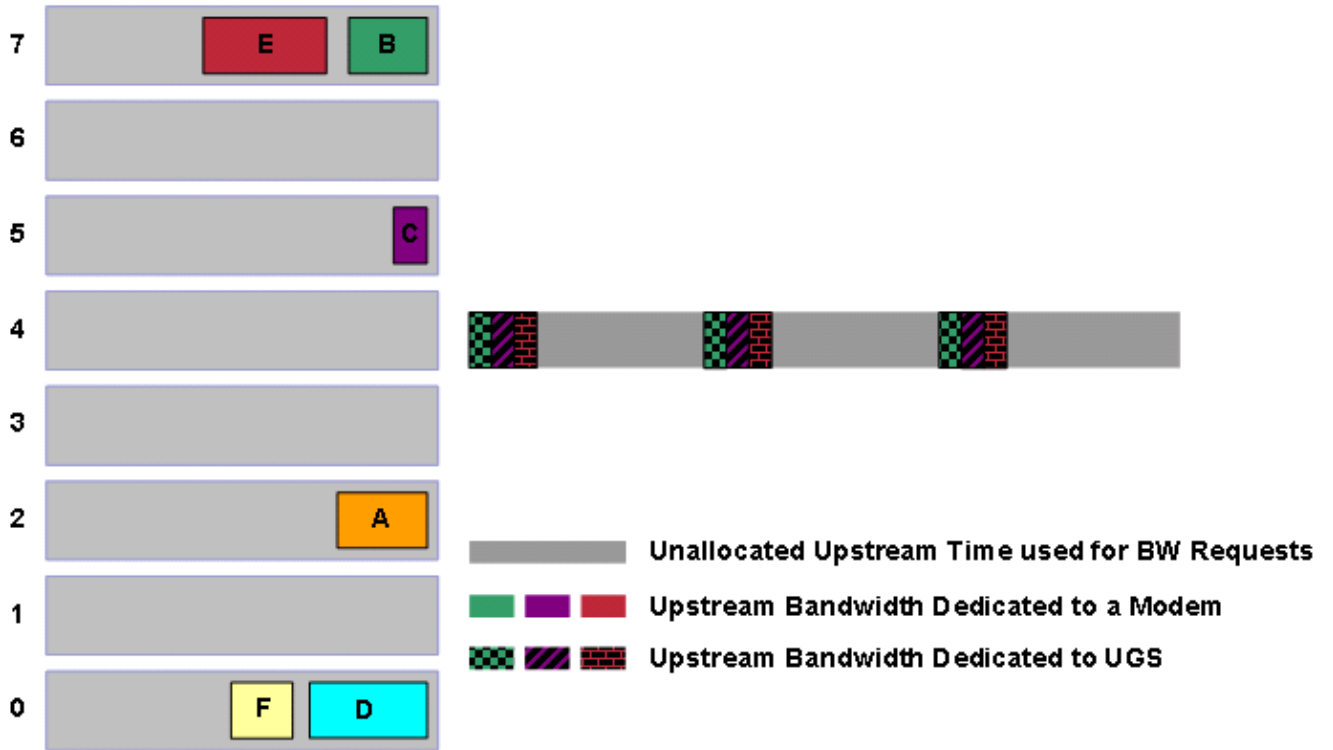 7 E B
6
5 C
4
3
2 A
Unallocated Upstream Time used for BW Requests
1 Upstream Bandwidth Dedicated to a Modem
Upstream Bandwidth Dedicated to UGS
0 F D